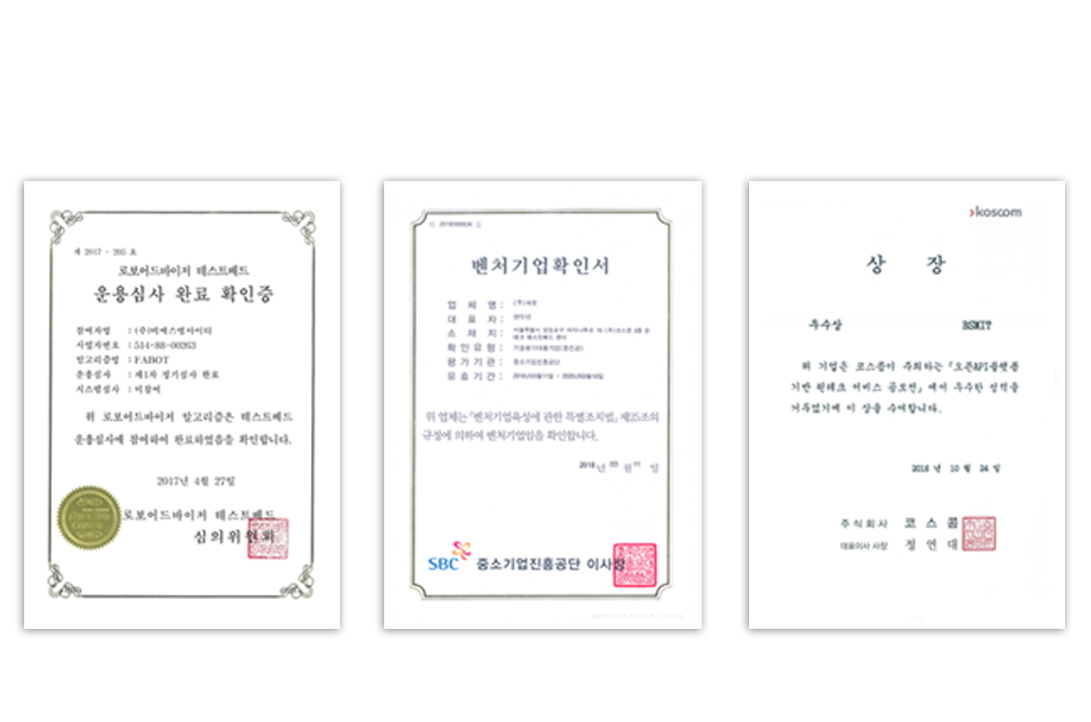 제 2017 - 205 호
로보어드바이저 테스트베드
운용심사 완료 확인증
참여자명 : (주)비에스엠아이티
사업자번호 : 514-88-00263
알고리즘명 : FABOT
운용심사 : 제1차 정기심사 완료
시스템심사 : 미참여
위 로보어드바이저 알고리즘은 테스트베드
운용심사에 참여하여 완료하였음을 확인합니다.
2017년 4월 27일
로보어드바이저 테스트베드
심의위원회
벤처기업확인서
업 체 명 :
대 표 자 :
소 재 지 :
확 인 유 형 :
평 가 기 관 : 중소기업진흥공단
유 효 기 간 :
위 업체는 「벤처기업육성에 관한 특별조치법」 제25조의
규정에 의하여 벤처기업임을 확인합니다.
2018년 03월 11일
SBC 중소기업진흥공단 이사장
koscom
상 장
우수상 BSMIT
위 기업은 코스콤이 주최하는 『오픈API플랫폼
기반 핀테크 서비스 공모전』에서 우수한 성적을
거두었기에 이 상을 수여합니다.
2016 년 10 월 24 일
주식회사 코 스 콤
대표이사 사장 정 연 대